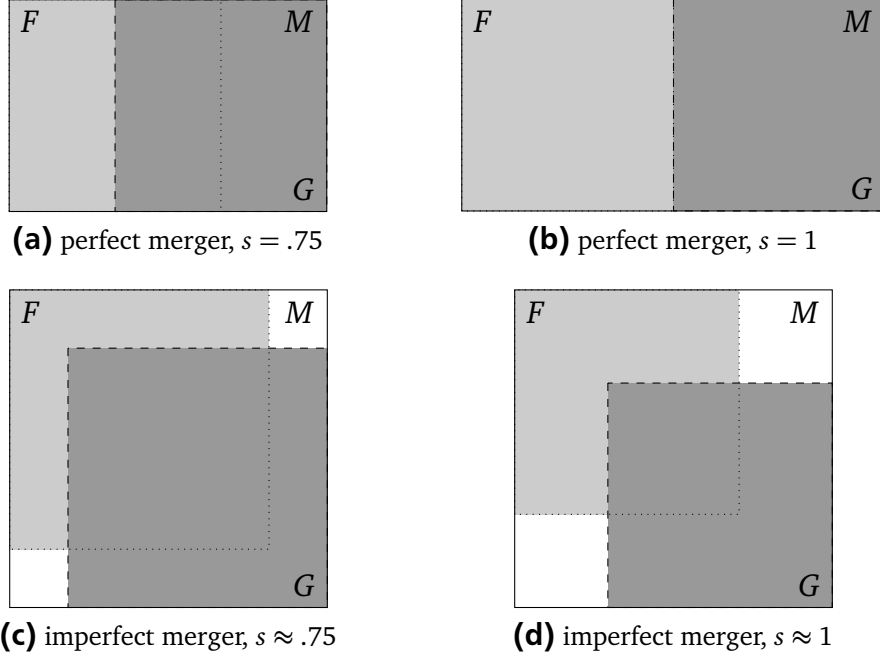 F M F M
G G
(a) perfect merger, s = .75 (b) perfect merger, s = 1
F M F M
G G
(c) imperfect merger, s ≈ .75 (d) imperfect merger, s ≈ 1